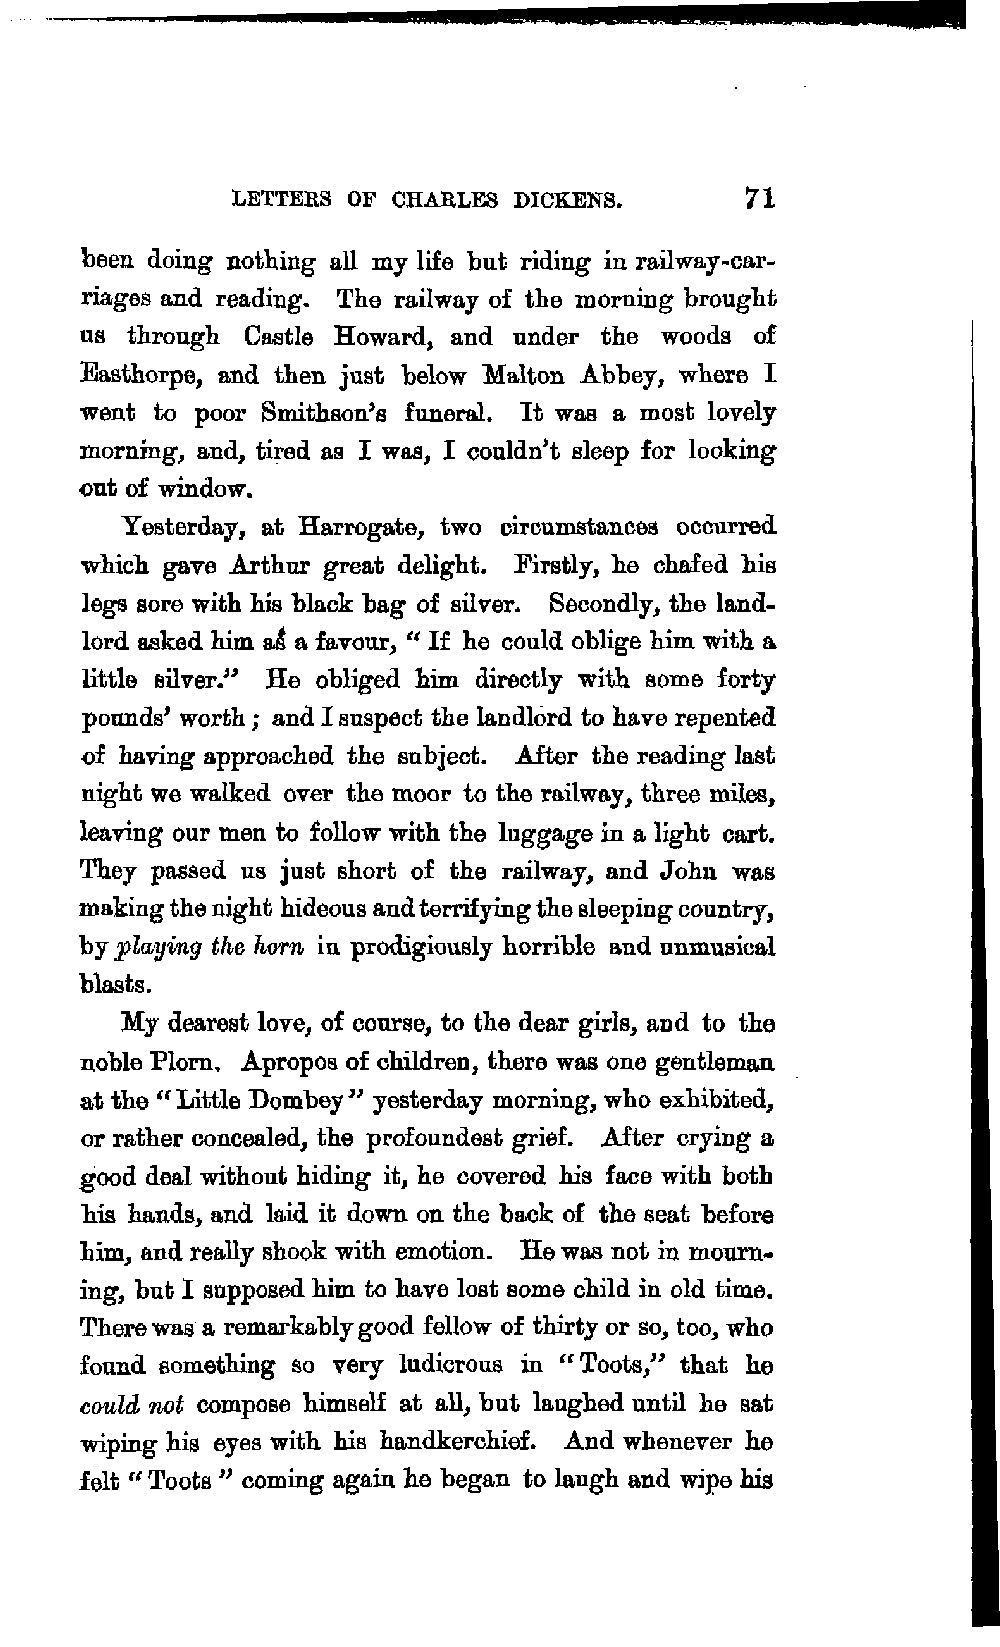 LETTERS OF CHARLES DICKENS. 71
been doing nothing all my life but riding in railway-car-
riages and reading. The railway of the morning brought
us through Castle Howard, and under the woods of
Easthorpe, and then just below Malton Abbey, where I
went to poor Smithson's funeral. It was a most lovely
morning, and, tired as I was, I couldn't sleep for looking
out of window.
Yesterday, at Harrogate, two circumstances occurred
which gave Arthur great delight. Firstly, he chafed his
legs sore with his black bag of silver. Secondly, the land-
lord asked him as a favour, “If he could oblige him with a
little silver.” He obliged him directly with some forty
pounds' worth; and I suspect the landlord to have repented
of having approached the subject. After the reading last
night we walked over the moor to the railway, three miles,
leaving our men to follow with the luggage in a light cart.
They passed us just short of the railway, and John was
making the night hideous and terrifying the sleeping country,
by playing the horn in prodigiously horrible and unmusical
blasts.
My dearest love, of course, to the dear girls, and to the
noble Plorn. Apropos of children, there was one gentleman
at the “Little Dombey” yesterday morning, who exhibited,
or rather concealed, the profoundest grief. After crying a
good deal without hiding it, he covered his face with both
his hands, and laid it down on the back of the seat before
him, and really shook with emotion. He was not in mourn-
ing, but I supposed him to have lost some child in old time.
There was a remarkably good fellow of thirty or so, too, who
found something so very ludicrous in “Toots,” that he
could not compose himself at all, but laughed until he sat
wiping his eyes with his handkerchief. And whenever he
felt “Toots” coming again he began to laugh and wipe his